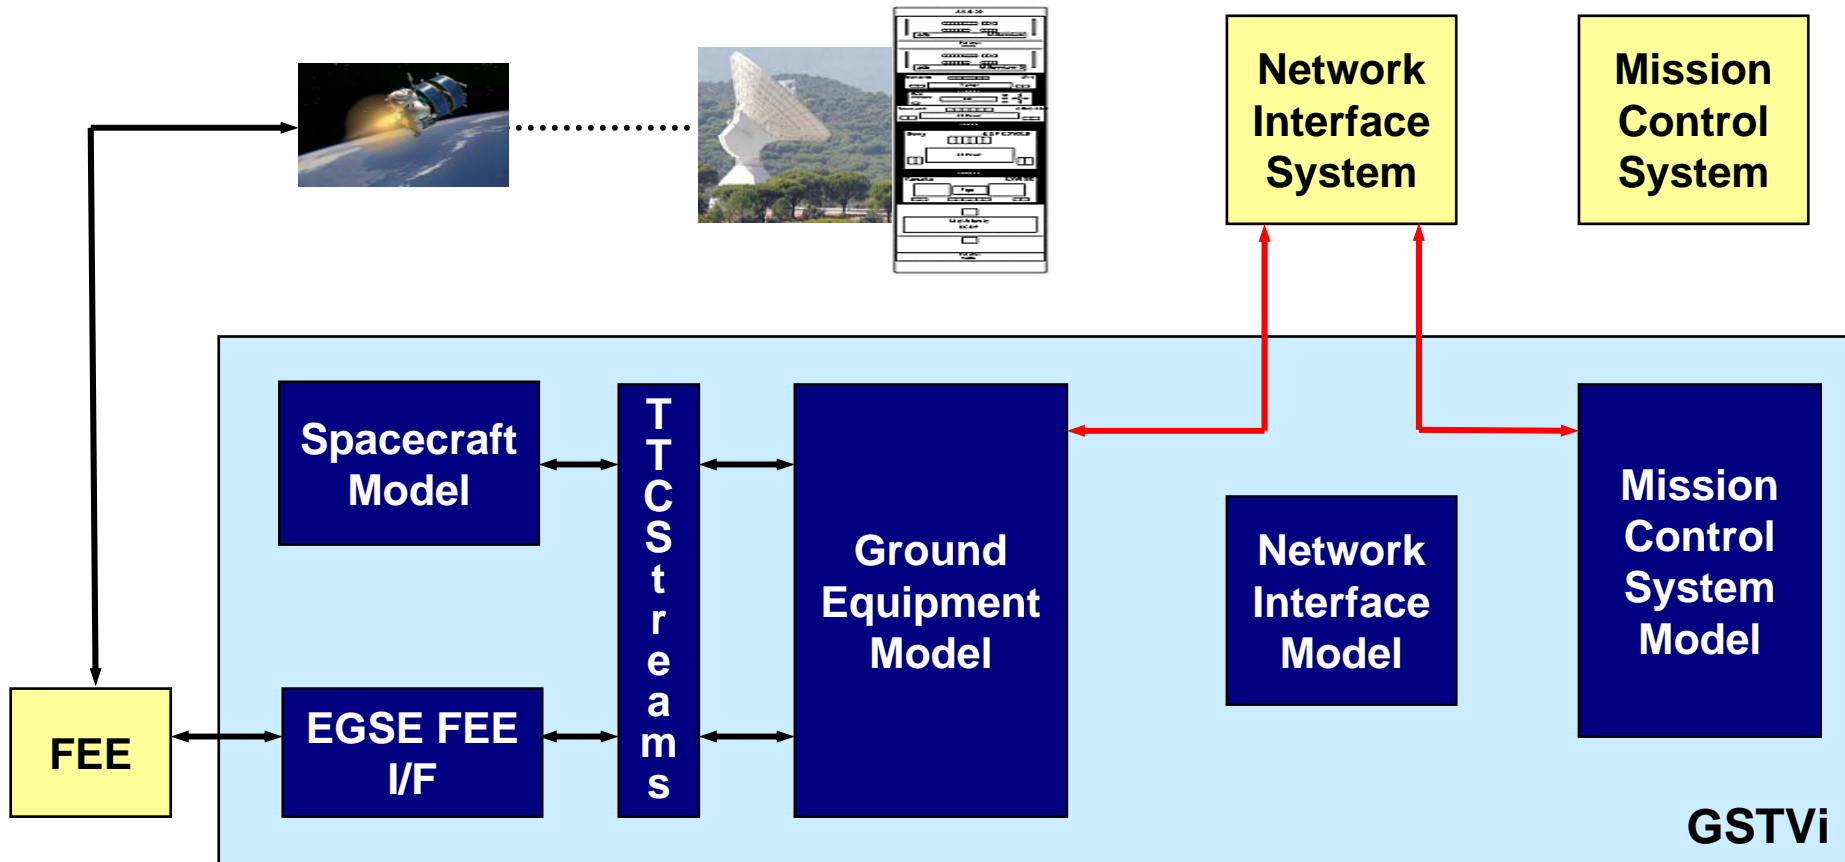 Network
Interface
System
Mission
Control
System
Spacecraft
Model
TTCStreams
Ground
Equipment
Model
Network
Interface
Model
Mission
Control
System
Model
FEE
EGSE FEE
I/F
GSTVi